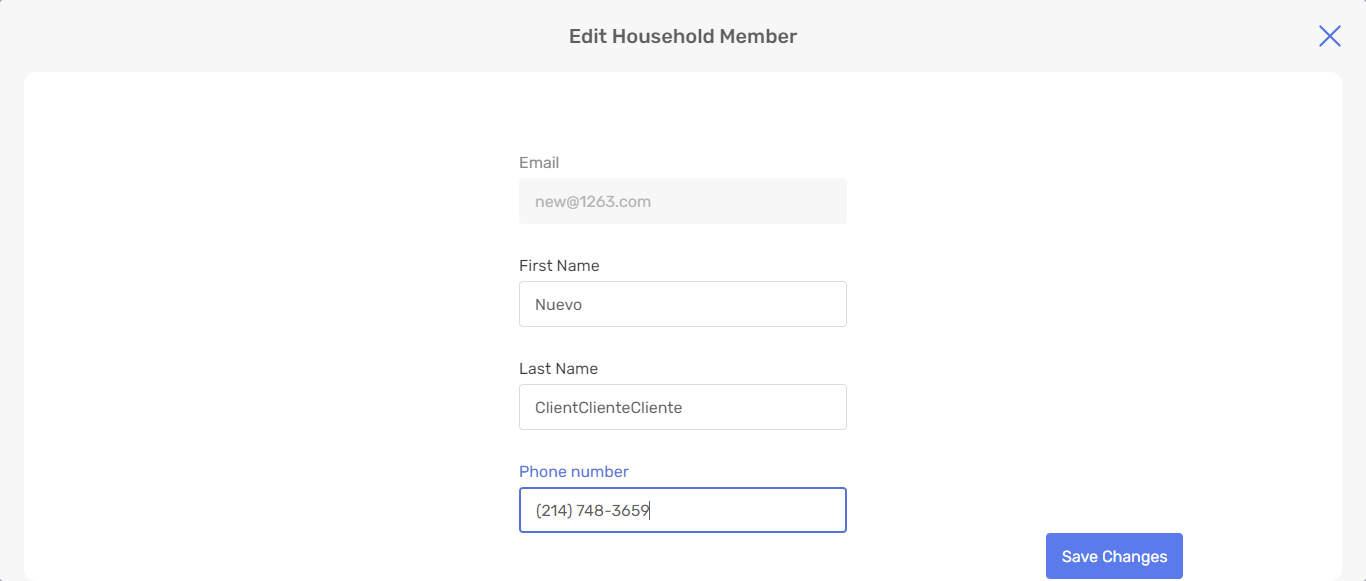 Edit Household Member
Email
new@1263.com
First Name
Nuevo
Last Name
ClientClienteCliente
Phone number
(214) 748-3659
Save Changes